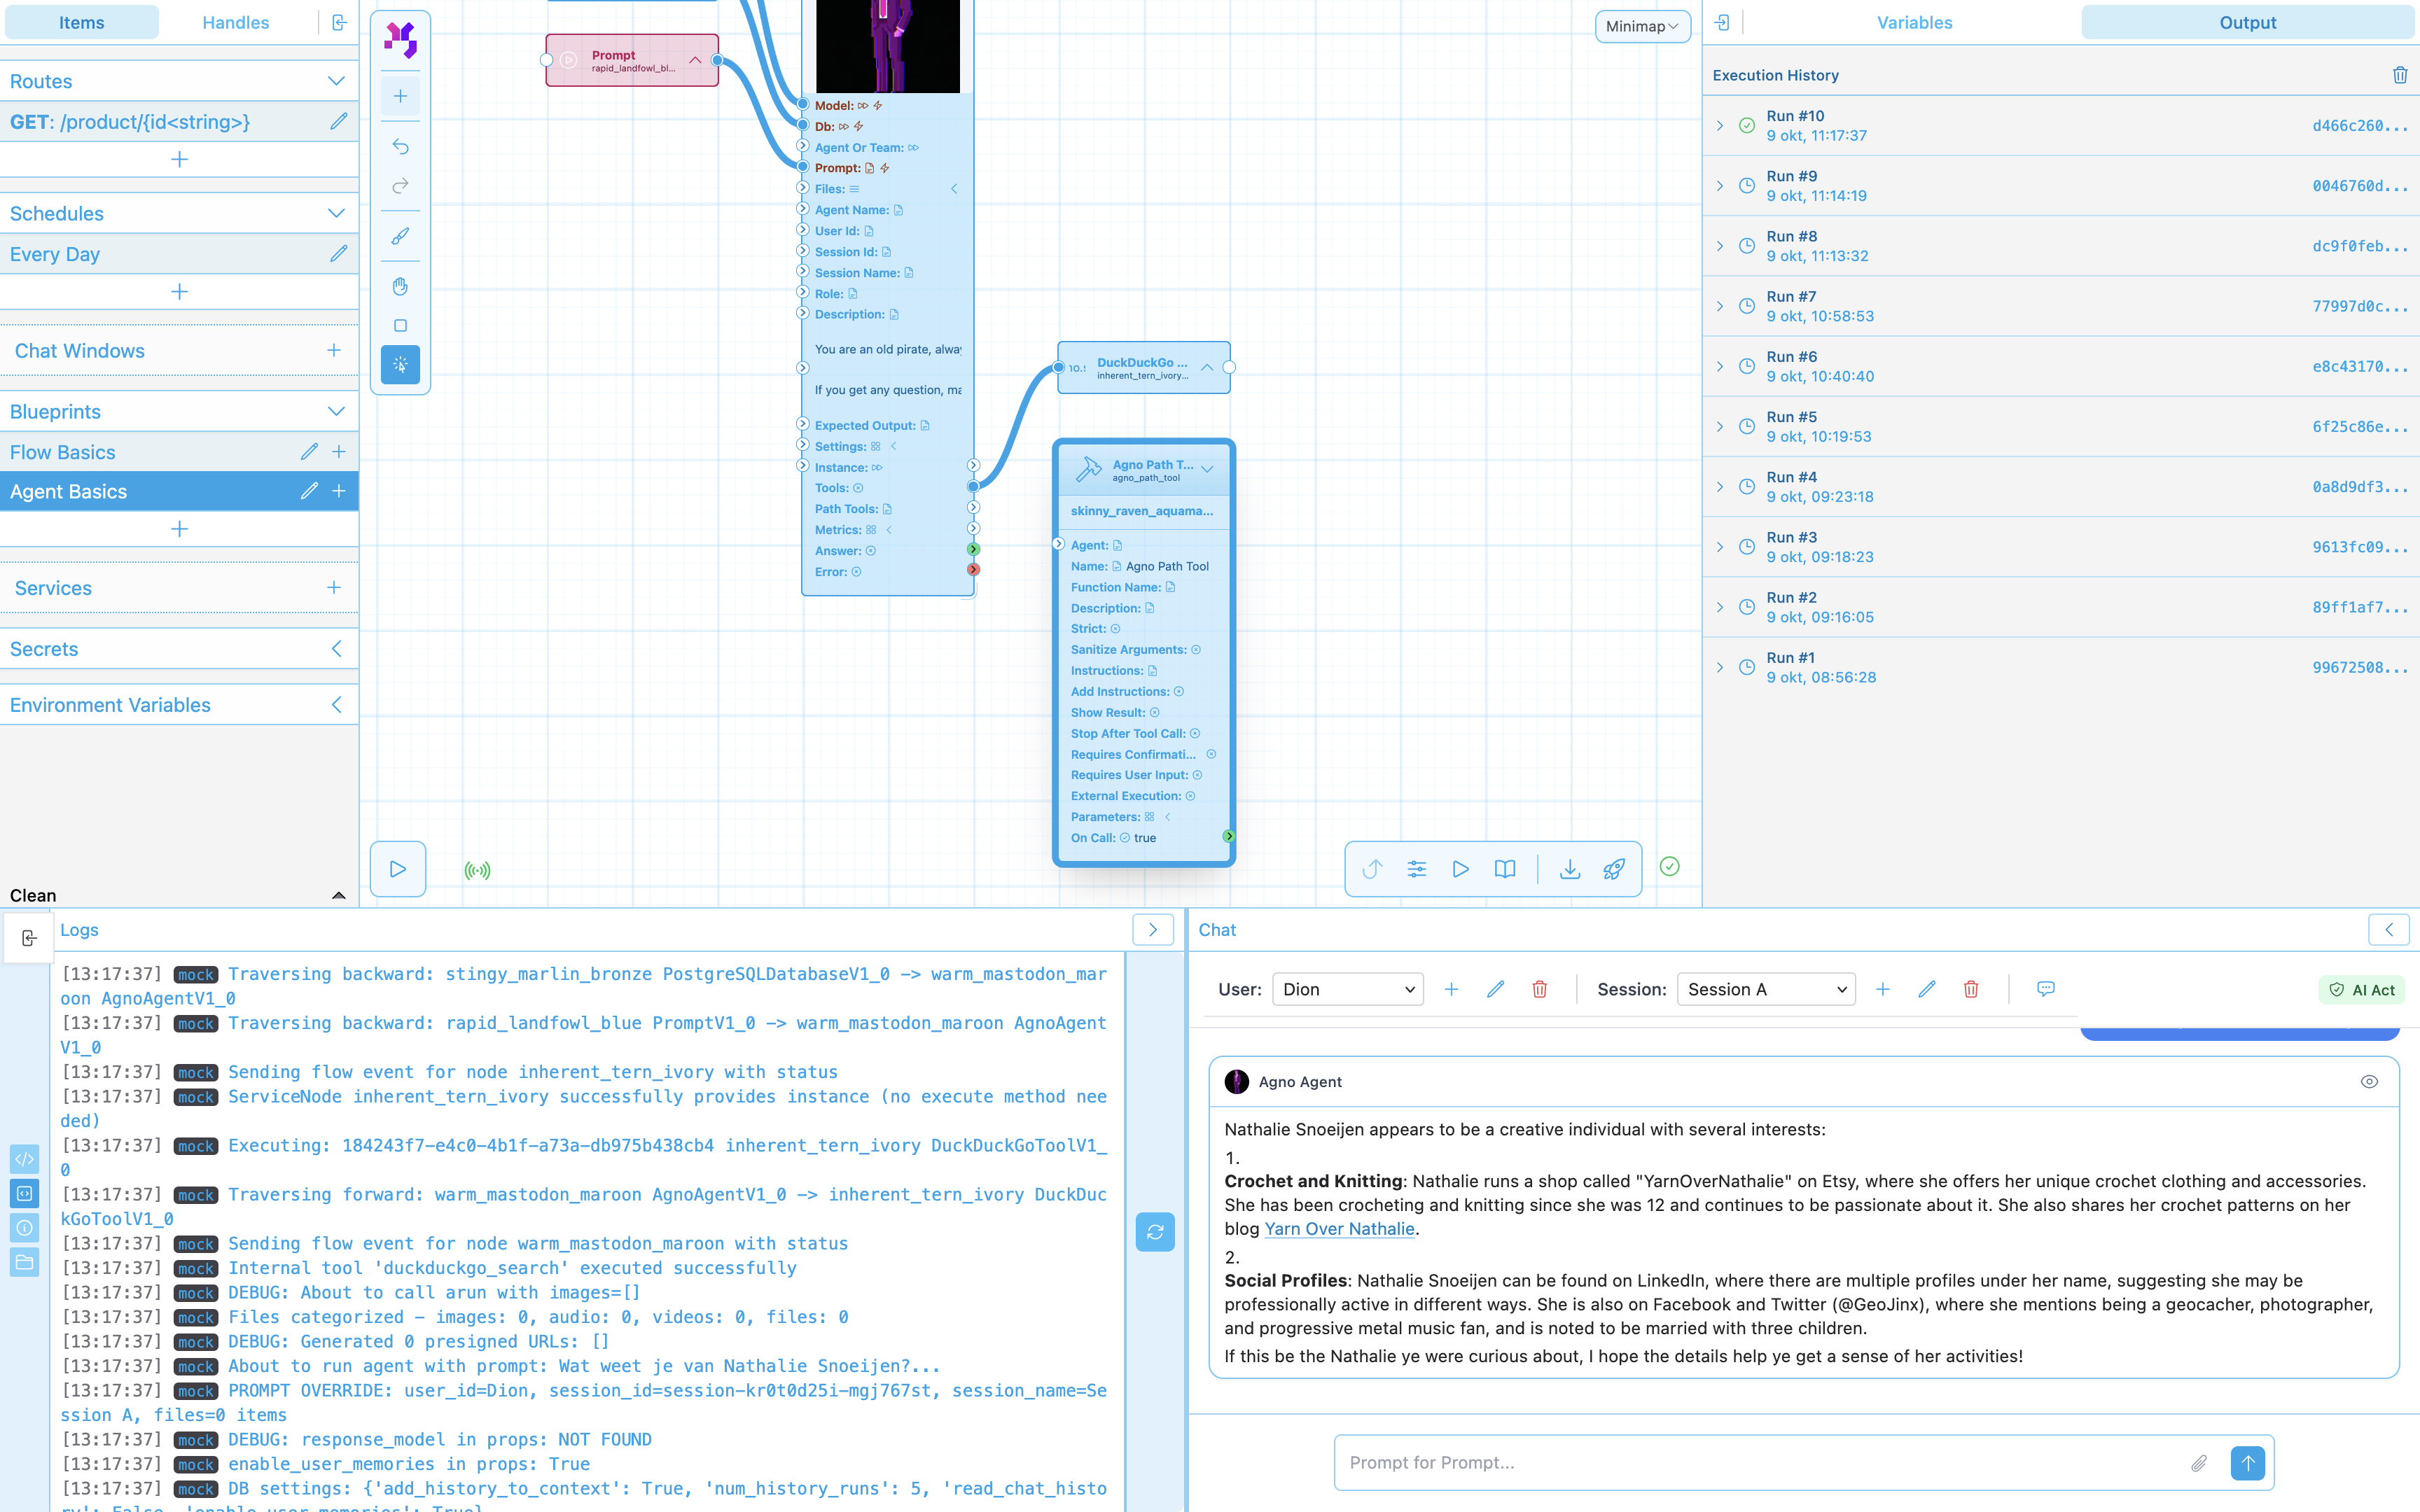 Items
Handles
Routes
GET: /product/{id<string>}
Schedules
Every Day
Chat Windows
Blueprints
Flow Basics
Agent Basics
Services
Secrets
Environment Variables
Clean
Prompt
rapid_landfowl_bl...
Model:
Db:
Agent Or Team:
Prompt:
Files:
Agent Name:
User Id:
Session Id:
Session Name:
Role:
Description:
You are an old pirate, alway
If you get any question, ma
Expected Output:
Settings:
Instance:
Tools:
Path Tools:
Metrics:
Answer:
Error:
DuckDuckGo ...
inherent_tern_ivory...
Agno Path T...
agno_path_tool
skinny_raven_aquama...
Agent:
Name: Agno Path Tool
Function Name:
Description:
Strict:
Sanitize Arguments:
Instructions:
Add Instructions:
Show Result:
Stop After Tool Call:
Requires Confirmati...
Requires User Input:
External Execution:
Parameters:
On Call: true
Minimap
Variables
Output
Execution History
Run #10
9 okt, 11:17:37
d466c260...
Run #9
9 okt, 11:14:19
0046760d...
Run #8
9 okt, 11:13:32
dc9f0feb...
Run #7
9 okt, 10:58:53
77997d0c...
Run #6
9 okt, 10:40:40
e8c43170...
Run #5
9 okt, 10:19:53
6f25c86e...
Run #4
9 okt, 09:23:18
0a8d9df3...
Run #3
9 okt, 09:18:23
9613fc09...
Run #2
9 okt, 09:16:05
89ff1af7...
Run #1
9 okt, 08:56:28
99672508...
Logs
[13:17:37] mock Traversing backward: stingy_marlin_bronze PostgreSQLDatabaseV1_0 -> warm_mastodon_mar
oon AgnoAgentV1_0
[13:17:37] mock Traversing backward: rapid_landfowl_blue PromptV1_0 -> warm_mastodon_maroon AgnoAgent
V1_0
[13:17:37] mock Sending flow event for node inherent_tern_ivory with status
[13:17:37] mock ServiceNode inherent_tern_ivory successfully provides instance (no execute method nee
ded)
[13:17:37] mock Executing: 184243f7-e4c0-4b1f-a73a-db975b438cb4 inherent_tern_ivory DuckDuckGoToolV1_
0
[13:17:37] mock Traversing forward: warm_mastodon_maroon AgnoAgentV1_0 -> inherent_tern_ivory DuckDuc
kGoToolV1_0
[13:17:37] mock Sending flow event for node warm_mastodon_maroon with status
[13:17:37] mock Internal tool 'duckduckgo_search' executed successfully
[13:17:37] mock DEBUG: About to call arun with images=[]
[13:17:37] mock Files categorized - images: 0, audio: 0, videos: 0, files: 0
[13:17:37] mock DEBUG: Generated 0 presigned URLs: []
[13:17:37] mock About to run agent with prompt: Wat weet je van Nathalie Snoeijen?...
[13:17:37] mock PROMPT OVERRIDE: user_id=Dion, session_id=session-kr0t0d25i-mgj767st, session_name=Se
ssion A, files=0 items
[13:17:37] mock DEBUG: response_model in props: NOT FOUND
[13:17:37] mock enable_user_memories in props: True
[13:17:37] mock DB settings: {'add_history_to_context': True, 'num_history_runs': 5, 'read_chat_histo
ry': False, 'enable_user_memories': True}
Chat
User: Dion
Session: Session A
AI Act
Agno Agent
Nathalie Snoeijen appears to be a creative individual with several interests:
1.
Crochet and Knitting: Nathalie runs a shop called "YarnOverNathalie" on Etsy, where she offers her unique crochet clothing and accessories.
She has been crocheting and knitting since she was 12 and continues to be passionate about it. She also shares her crochet patterns on her
blog Yarn Over Nathalie.
2.
Social Profiles: Nathalie Snoeijen can be found on LinkedIn, where there are multiple profiles under her name, suggesting she may be
professionally active in different ways. She is also on Facebook and Twitter (@GeoJinx), where she mentions being a geocacher, photographer,
and progressive metal music fan, and is noted to be married with three children.
If this be the Nathalie ye were curious about, I hope the details help ye get a sense of her activities!
Prompt for Prompt...